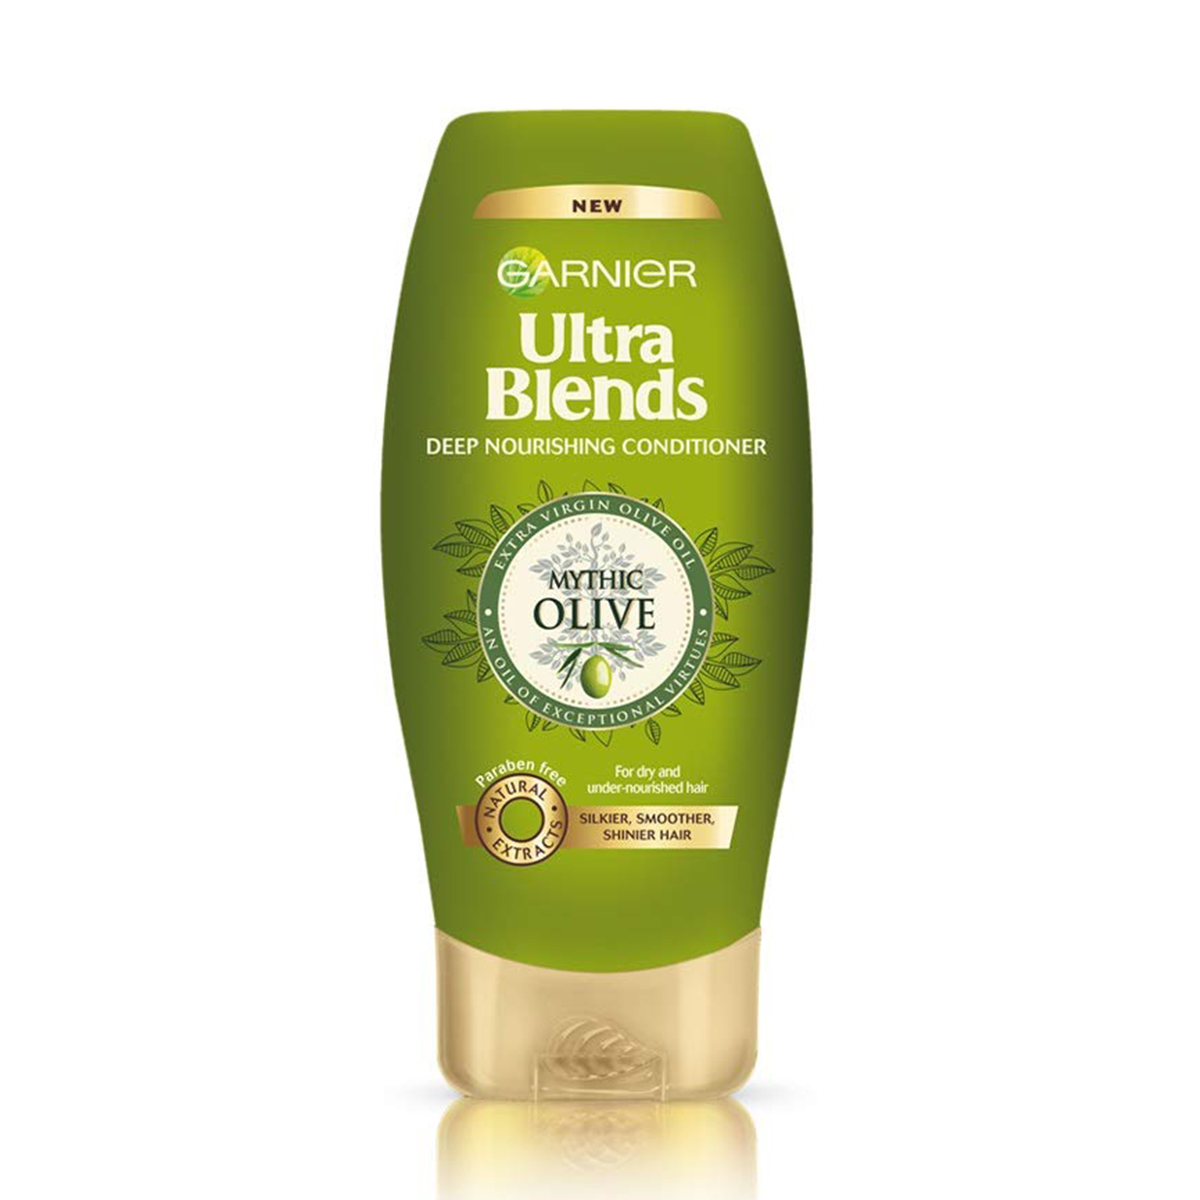 NEW
GARNIER
Ultra
Blends
DEEP NOURISHING CONDITIONER
EXTRA VIRGIN OLIVE OIL
MYTHIC
OLIVE
AN OIL OF EXCEPTIONAL VIRTUES
Paraben free
NATURAL
EXTRACTS
For dry and
under-nourished hair
SILKIER, SMOOTHER,
SHINIER HAIR